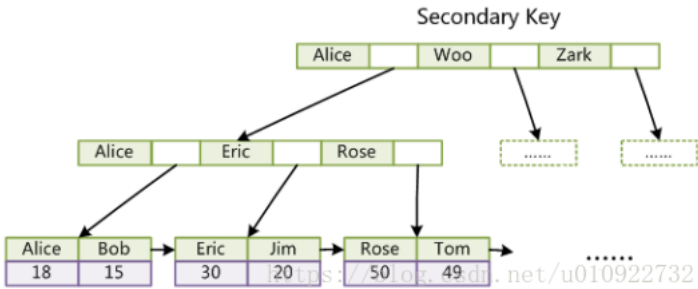 Secondary Key
Alice Woo Zark
Alice Eric Rose ...... ......
Alice Bob Eric Jim Rose Tom ......
18 15 30 20 50 49
https://blog.csdn.net/u010922732